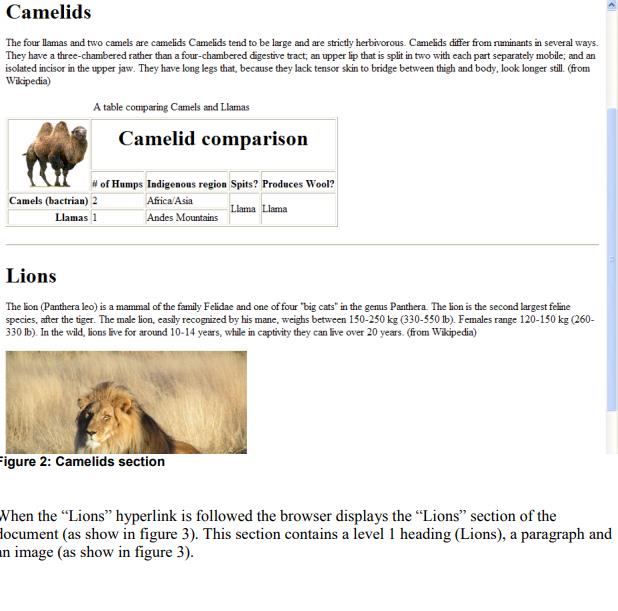 Camelids
The four llamas and two camels are camelids Camelids tend to be large and are strictly herbivorous. Camelids differ from ruminants in several ways.
They have a three-chambered rather than a four-chambered digestive tract; an upper lip that is split in two with each part separately mobile; and an
isolated incisor in the upper jaw. They have long legs that, because they lack tensor skin to bridge between thigh and body, look longer still. (from
Wikipedia)
A table comparing Camels and Llamas
Camelid comparison
# of Humps Indigenous region Spits? Produces Wool?
Camels (bactrian) 2 Africa/Asia
Llama Llama
Llamas 1 Andes Mountains
Lions
The lion (Panthera leo) is a mammal of the family Felidae and one of four "big cats" in the genus Panthera. The lion is the second largest feline
species, after the tiger. The male lion, easily recognized by his mane, weighs between 150-250 kg (330-550 lb). Females range 120-150 kg (260-
330 lb). In the wild, lions live for around 10-14 years, while in captivity they can live over 20 years. (from Wikipedia)
Figure 2: Camelids section
When the “Lions” hyperlink is followed the browser displays the “Lions” section of the
document (as show in figure 3). This section contains a level 1 heading (Lions), a paragraph and
an image (as show in figure 3).